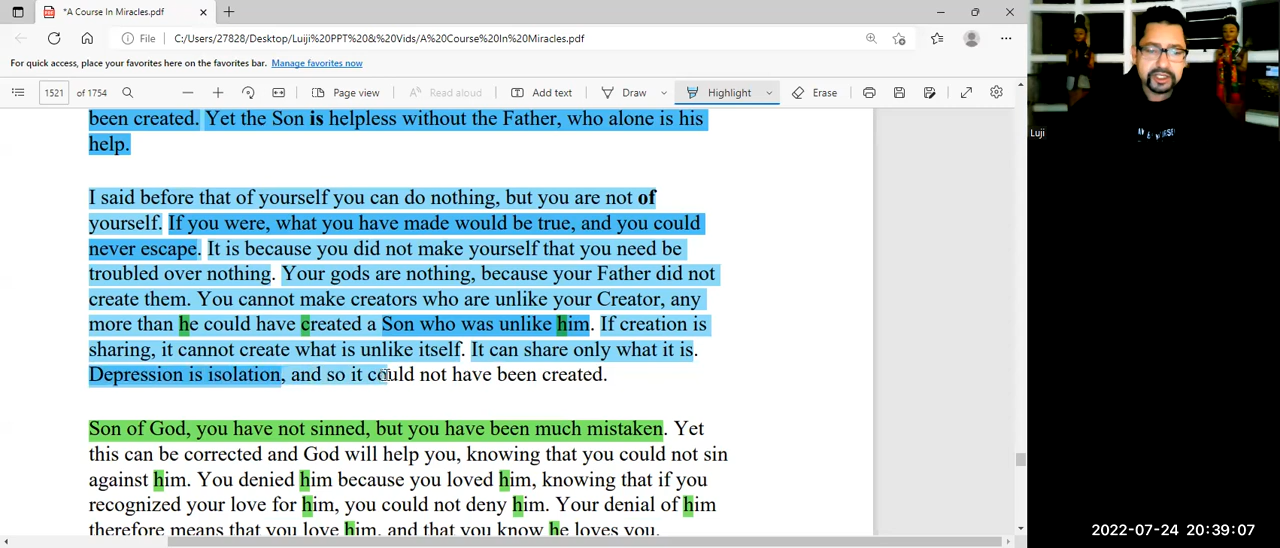 *A Course In Miracles.pdf
File
C:/Users/27828/Desktop/Luiji%20PPT%20&%20Vids/A%20Course%20In%20Miracles.pdf
For quick access, place your favorites here on the favorites bar. Manage favorites now
1521 of 1754
Page view
Read aloud
Add text
Draw
Highlight
Erase
been created. Yet the Son is helpless without the Father, who alone is his
help.
I said before that of yourself you can do nothing, but you are not of
yourself. If you were, what you have made would be true, and you could
never escape. It is because you did not make yourself that you need be
troubled over nothing. Your gods are nothing, because your Father did not
create them. You cannot make creators who are unlike your Creator, any
more than he could have created a Son who was unlike him. If creation is
sharing, it cannot create what is unlike itself. It can share only what it is.
Depression is isolation, and so it could not have been created.
Son of God, you have not sinned, but you have been much mistaken. Yet
this can be corrected and God will help you, knowing that you could not sin
against him. You denied him because you loved him, knowing that if you
recognized your love for him, you could not deny him. Your denial of him
therefore means that you love him, and that you know he loves you.
Luji
2022-07-24 20:39:07